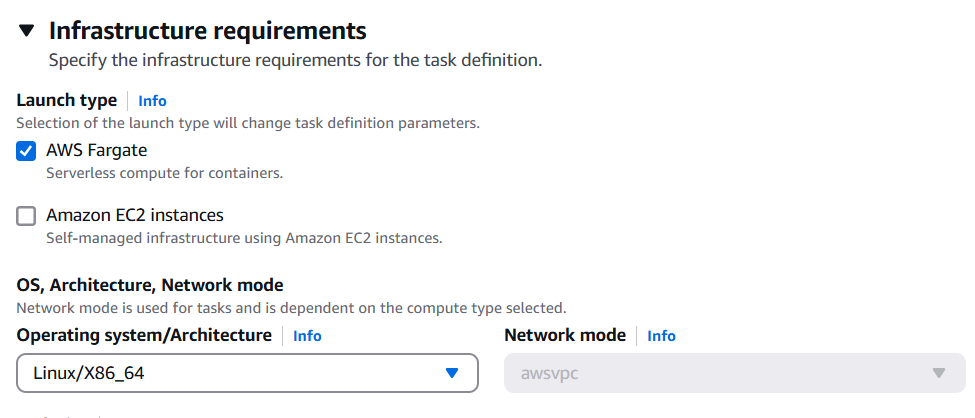 Infrastructure requirements
Specify the infrastructure requirements for the task definition.
Launch type Info
Selection of the launch type will change task definition parameters.
AWS Fargate
Serverless compute for containers.
Amazon EC2 instances
Self-managed infrastructure using Amazon EC2 instances.
OS, Architecture, Network mode
Network mode is used for tasks and is dependent on the compute type selected.
Operating system/Architecture Info Network mode Info
Linux/X86_64 awsvpc